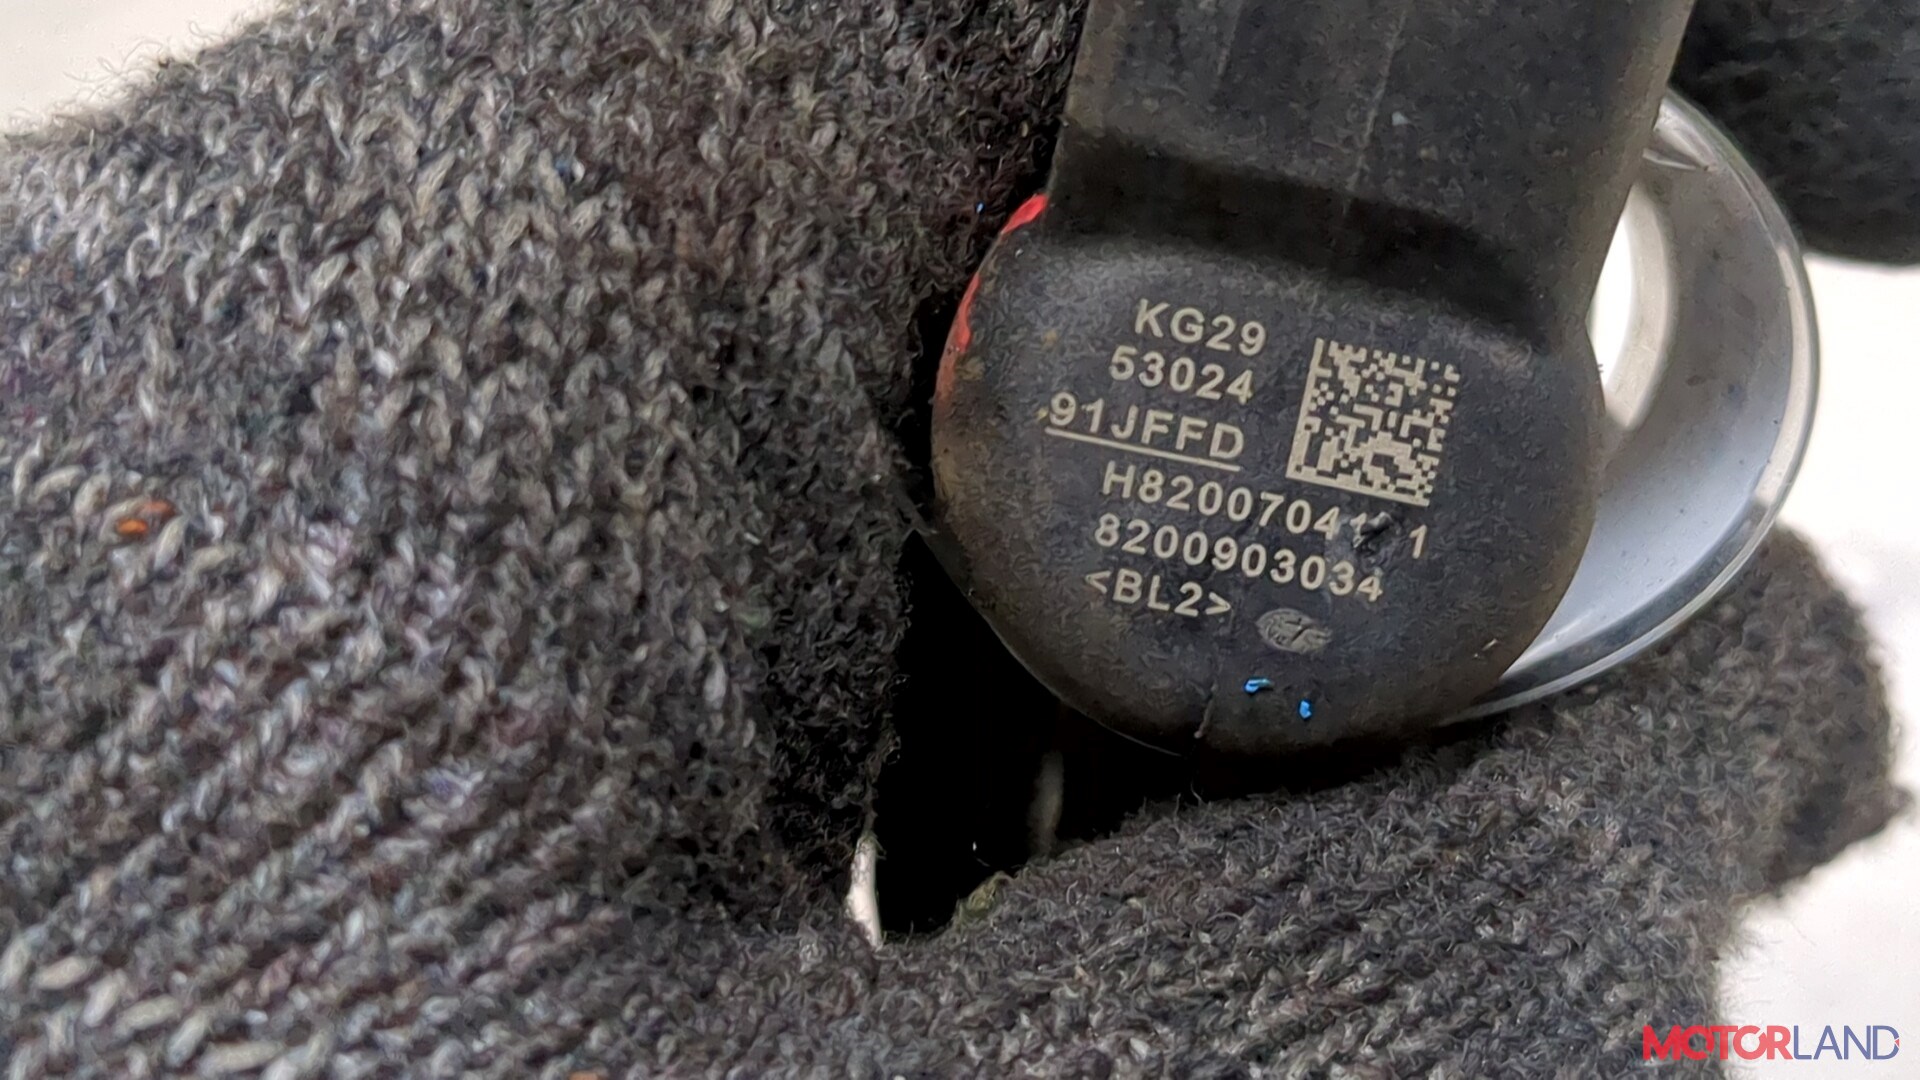 KG29
53024
91JFFD
8200903034
<BL2>
MOTORLAND